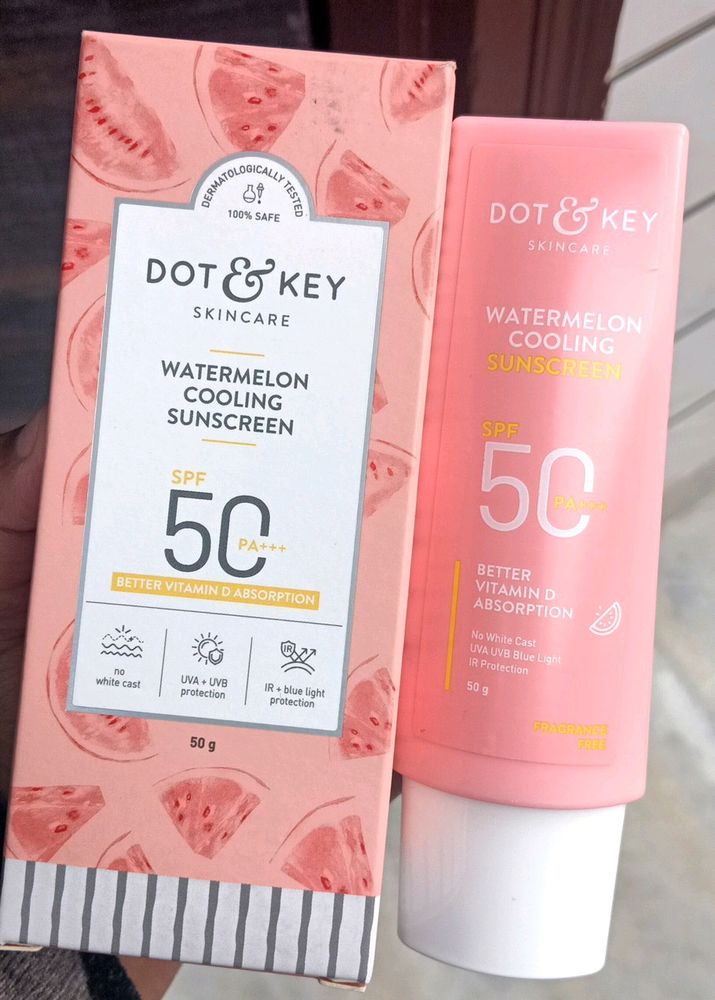 DERMATOLOGICALLY TESTED
100% SAFE
DOT & KEY
SKINCARE
WATERMELON
COOLING
SUNSCREEN
SPF
50
PA+++
BETTER VITAMIN D ABSORPTION
no
white cast
UVA + UVB
protection
IR
IR + blue light
protection
50 g
DOT & KEY
SKINCARE
WATERMELON
COOLING
SUNSCREEN
SPF
50
PA+++
BETTER
VITAMIN D
ABSORPTION
No White Cast
UVA UVB Blue Light
IR Protection
50 g
FRAGRANCE
FREE